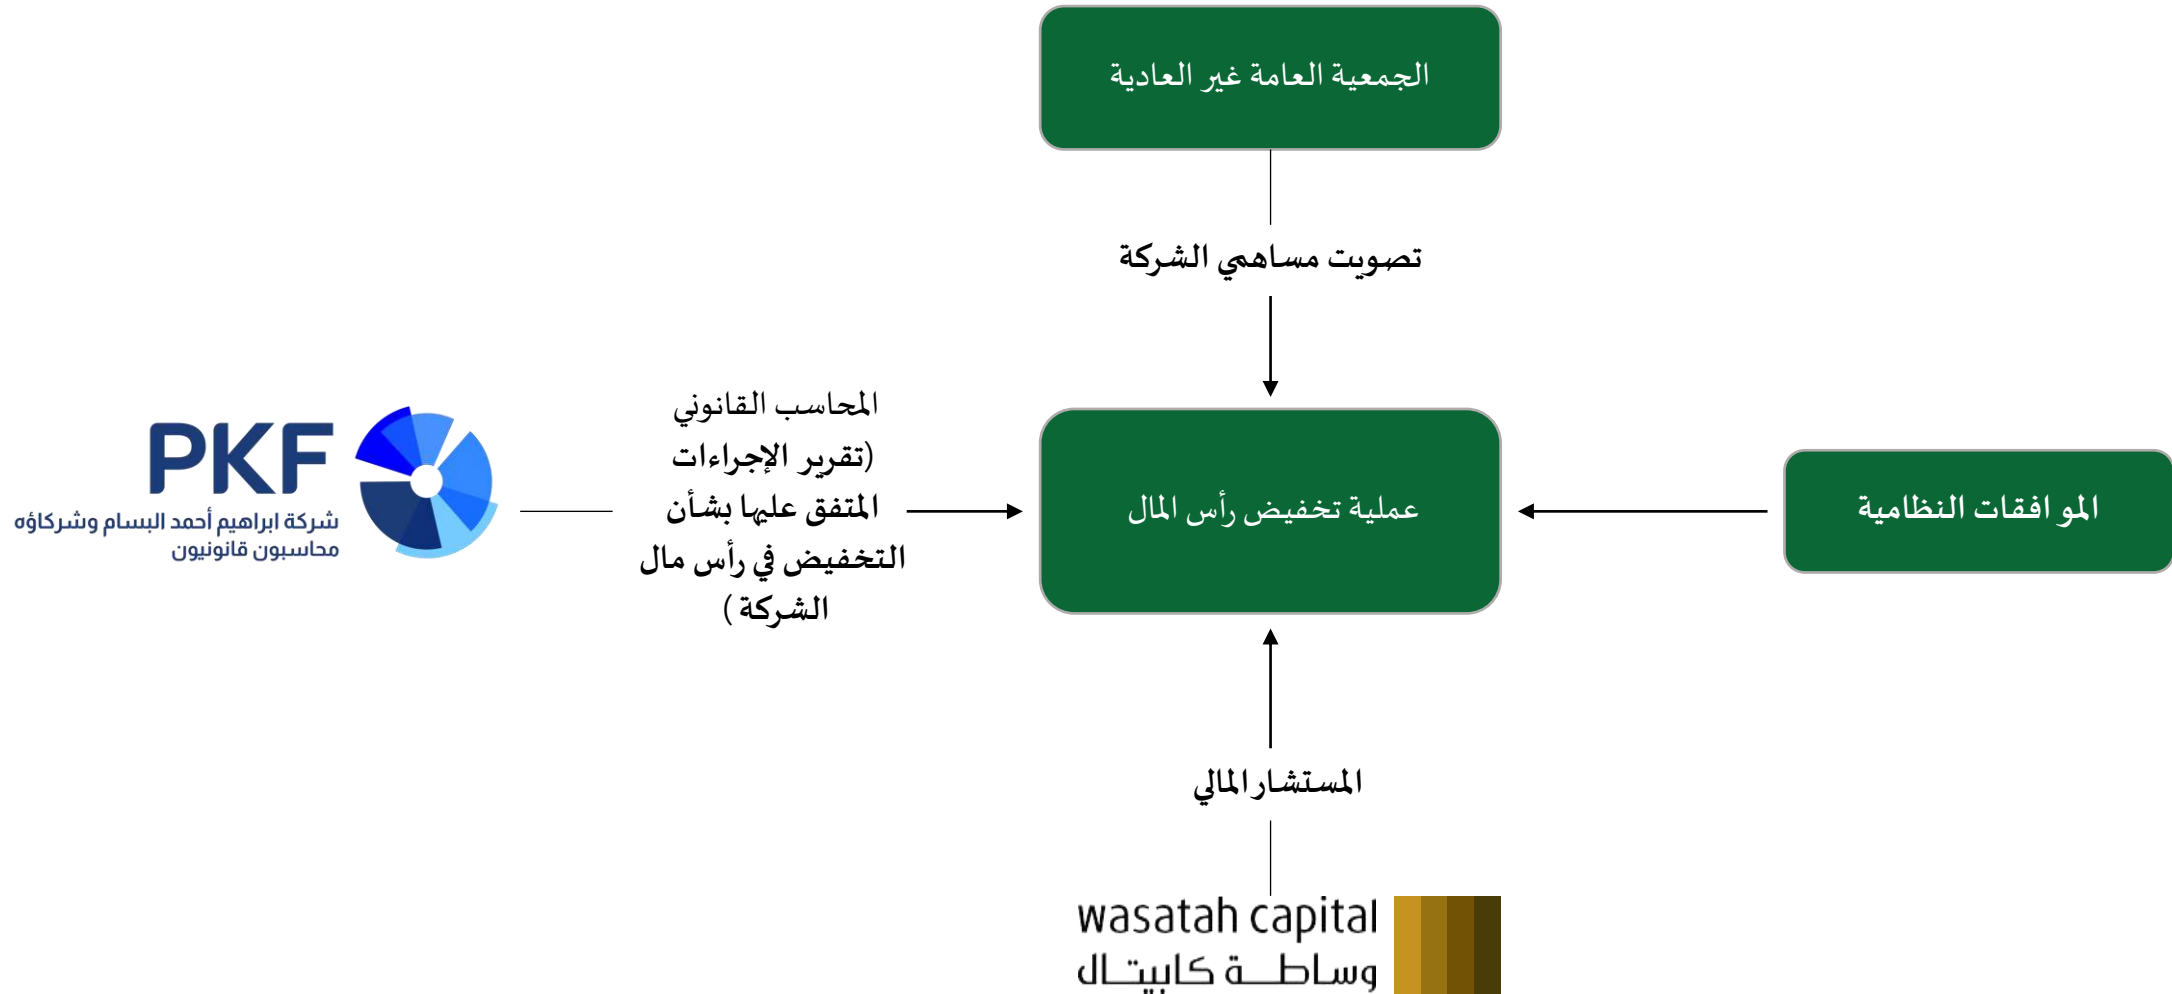 الجمعية العامة غير العادية
تصويت مساهمي الشركة
المحاسب القانوني
(تقرير الإجراءات
المتفق عليها بشأن
التخفيض في رأس مال
الشركة )
PKF
شركة ابراهيم أحمد البسام وشركاؤه
محاسبون قانونيون
عملية تخفيض رأس المال
المو افقات النظامية
المستشار المالي
wasatah capital
وساطة كابيتال